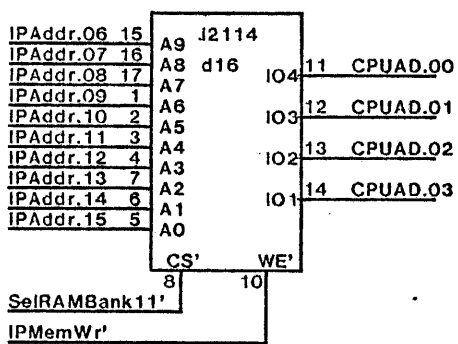 IPAddr.06 15 A9 I2114
IPAddr.07 16 A8 d16
IPAddr.08 17 A7 IO4 11 CPUAD.00
IPAddr.09 1 A6
IPAddr.10 2 A5 IO3 12 CPUAD.01
IPAddr.11 3 A4
IPAddr.12 4 A3 IO2 13 CPUAD.02
IPAddr.13 7 A2
IPAddr.14 6 A1 IO1 14 CPUAD.03
IPAddr.15 5 A0
CS' WE'
8 10
SelRAMBank11'
IPMemWr'